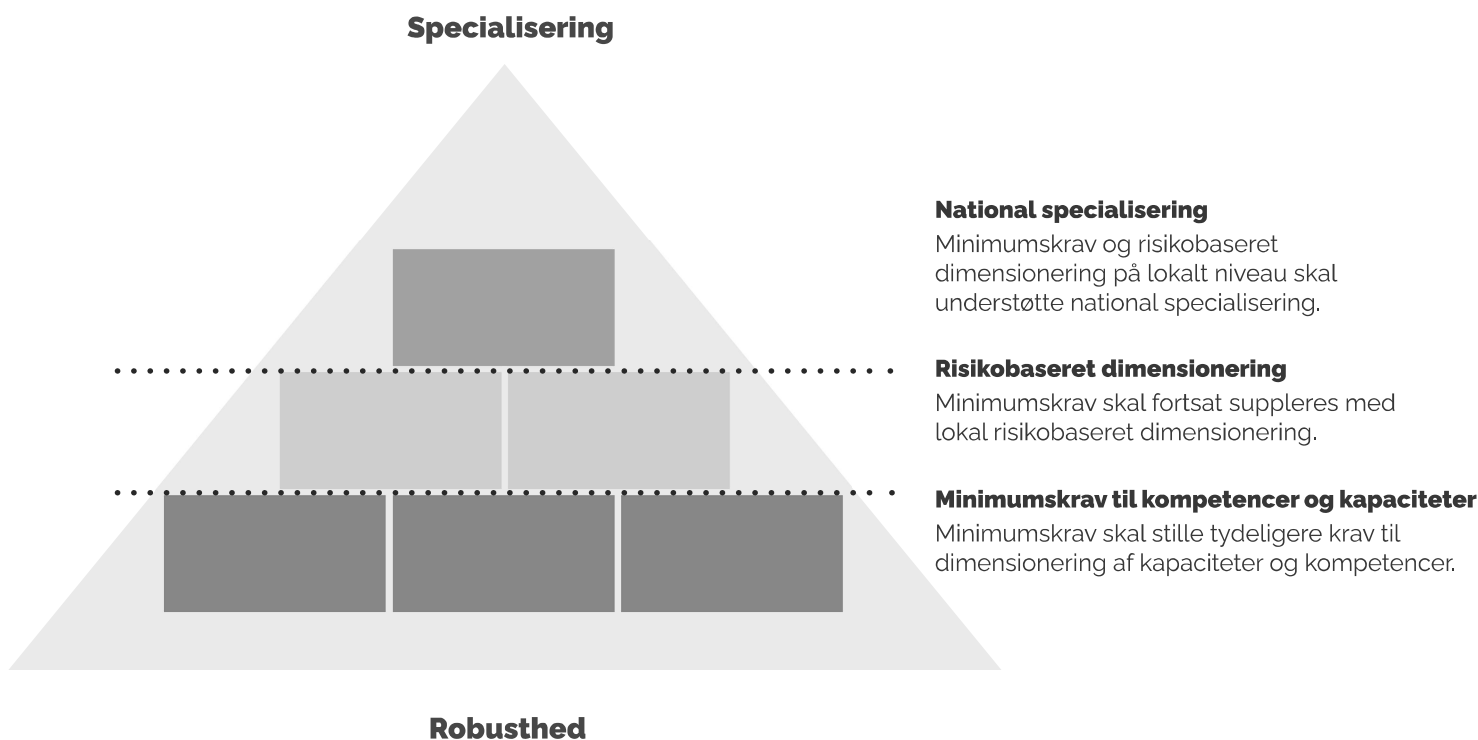 Specialisering
National specialisering
Minimumskrav og risikobaseret
dimensionering på lokalt niveau skal
understøtte national specialisering.
Risikobaseret dimensionering
Minimumskrav skal fortsat suppleres med
lokal risikobaseret dimensionering.
Minimumskrav til kompetencer og kapaciteter
Minimumskrav skal stille tydeligere krav til
dimensionering af kapaciteter og kompetencer.
Robusthed